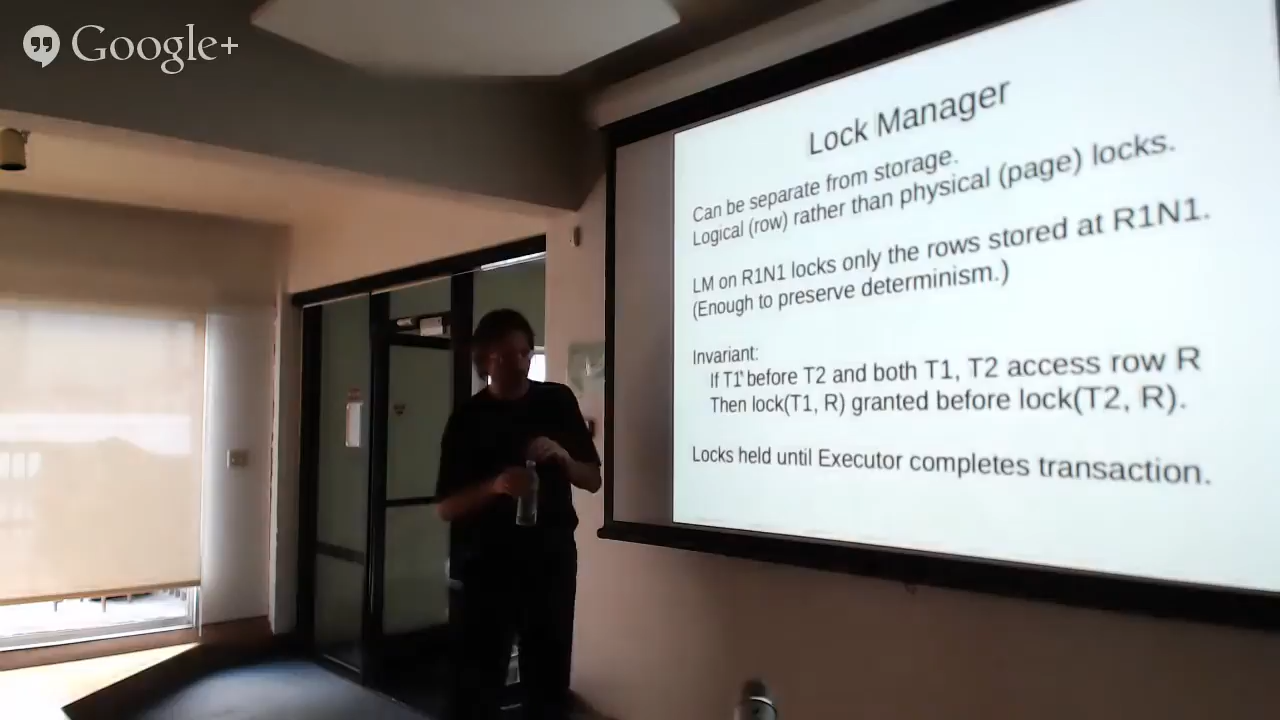 Google+
Lock Manager
Can be separate from storage.
Logical (row) rather than physical (page) locks.
LM on R1N1 locks only the rows stored at R1N1.
(Enough to preserve determinism.)
Invariant:
If T1 before T2 and both T1, T2 access row R
Then lock(T1, R) granted before lock(T2, R).
Locks held until Executor completes transaction.